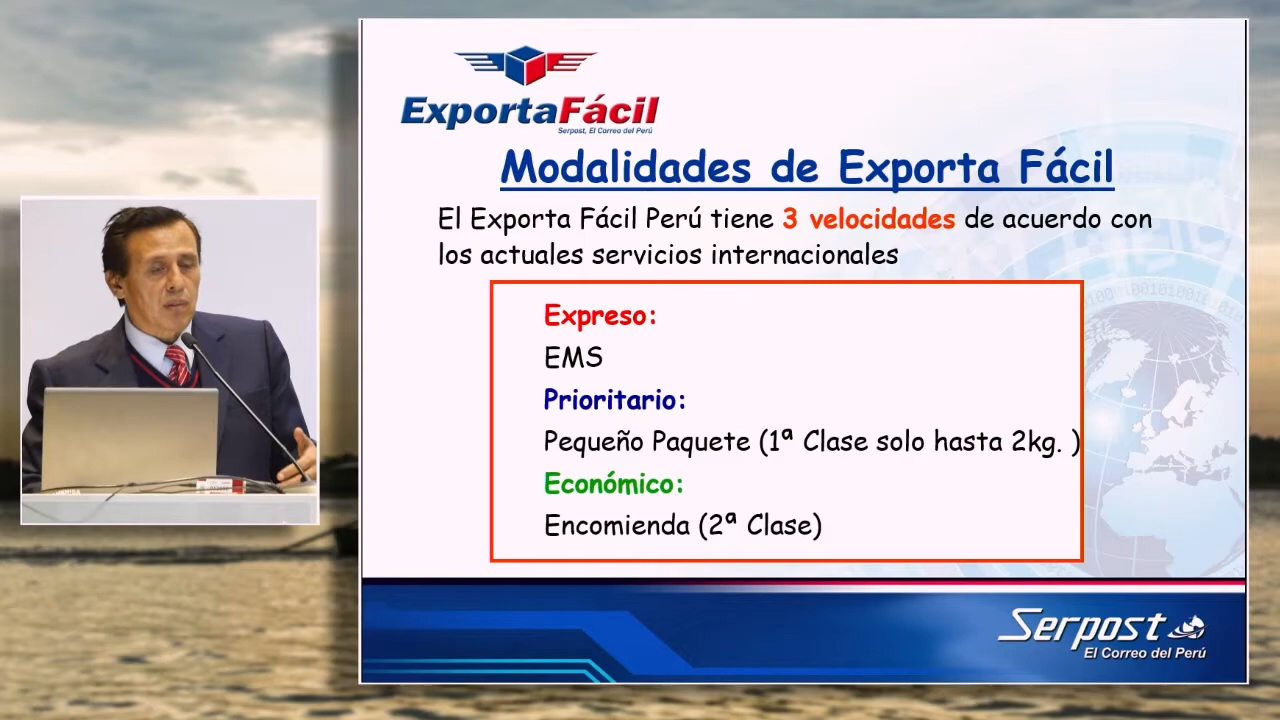 ExportaFácil
Serpost, El Correo del Perú
Modalidades de Exporta Fácil
El Exporta Fácil Perú tiene 3 velocidades de acuerdo con
los actuales servicios internacionales
Expreso:
EMS
Prioritario:
Pequeño Paquete (1ª Clase solo hasta 2kg. )
Económico:
Encomienda (2ª Clase)
Serpost
El Correo del Perú